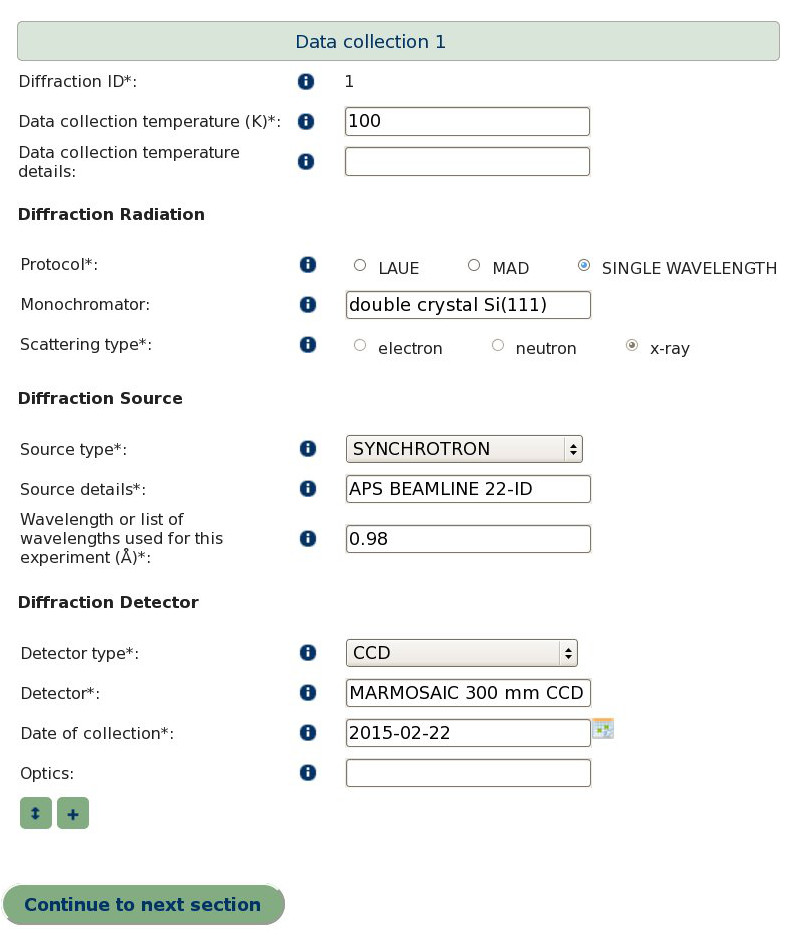 Data collection 1
Diffraction ID*: 1
Data collection temperature (K)*: 100
Data collection temperature
details:
Diffraction Radiation
Protocol*: LAUE MAD SINGLE WAVELENGTH
Monochromator: double crystal Si(111)
Scattering type*: electron neutron x-ray
Diffraction Source
Source type*: SYNCHROTRON
Source details*: APS BEAMLINE 22-ID
Wavelength or list of
wavelengths used for this
experiment (Å)*: 0.98
Diffraction Detector
Detector type*: CCD
Detector*: MARMOSAIC 300 mm CCD
Date of collection*: 2015-02-22
Optics:
Continue to next section